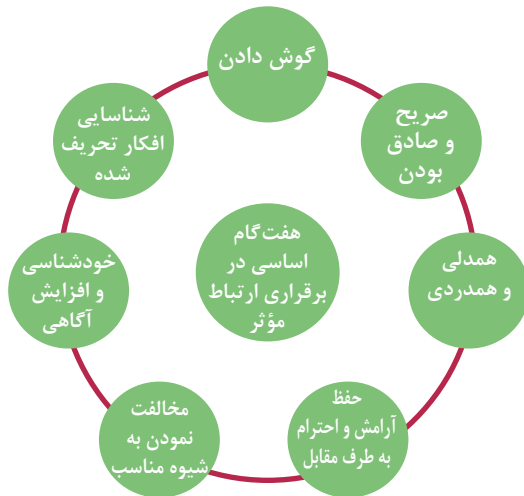 هفت گام
اساسی در
برقراری ارتباط
مؤثر
گوش دادن
صریح
و صادق
بودن
همدلی
و همدردی
حفظ
آرامش و احترام
به طرف مقابل
مخالفت
نمودن به
شیوه مناسب
خودشناسی
و افزایش
آگاهی
شناسایی
افکار تحریف
شده